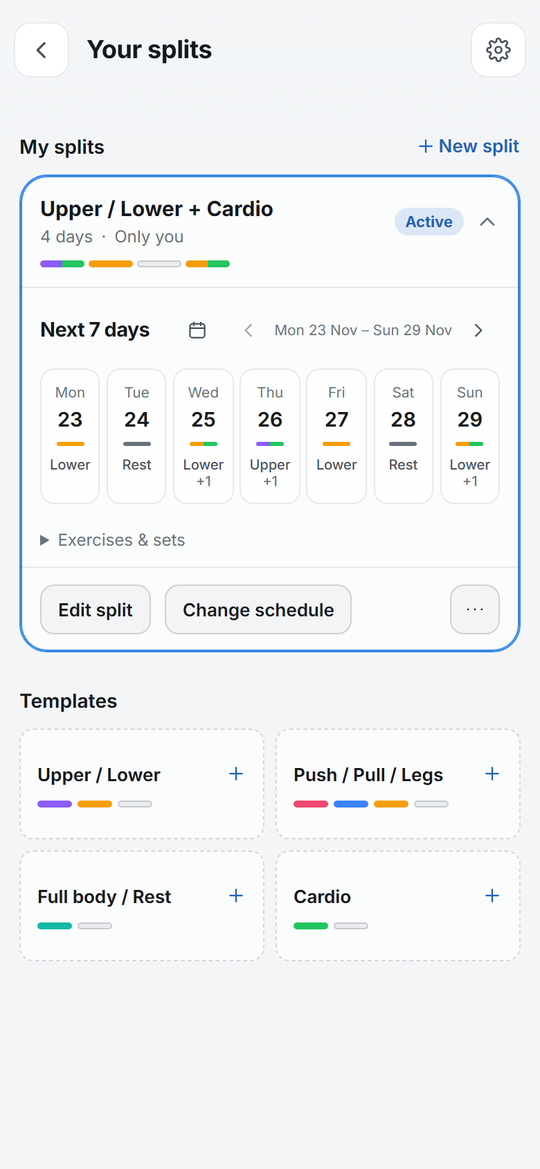 Your splits
My splits
+ New split
Upper / Lower + Cardio
4 days · Only you
Active
Next 7 days
Mon 23 Nov – Sun 29 Nov
Mon
23
Lower
Tue
24
Rest
Wed
25
Lower
+1
Thu
26
Upper
+1
Fri
27
Lower
Sat
28
Rest
Sun
29
Lower
+1
Exercises & sets
Edit split
Change schedule
...
Templates
Upper / Lower
+
Push / Pull / Legs
+
Full body / Rest
+
Cardio
+